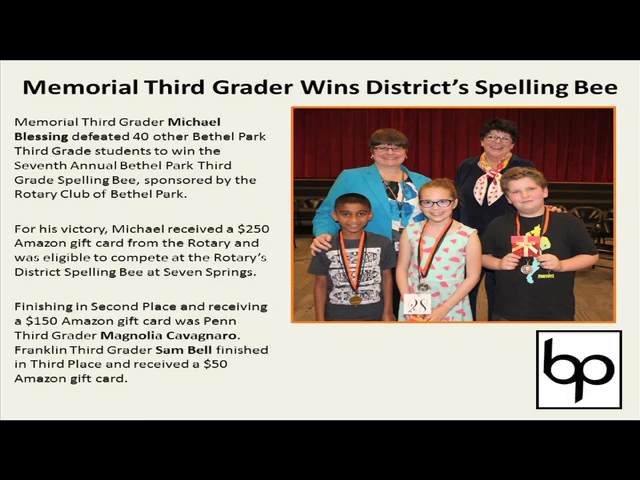 Memorial Third Grader Wins District's Spelling Bee
Memorial Third Grader Michael
Blessing defeated 40 other Bethel Park
Third Grade students to win the
Seventh Annual Bethel Park Third
Grade Spelling Bee, sponsored by the
Rotary Club of Bethel Park.
For his victory, Michael received a $250
Amazon gift card from the Rotary and
was eligible to compete at the Rotary's
District Spelling Bee at Seven Springs.
Finishing in Second Place and receiving
a $150 Amazon gift card was Penn
Third Grader Magnolia Cavagnaro.
Franklin Third Grader Sam Bell finished
in Third Place and received a $50
Amazon gift card.
28
bp